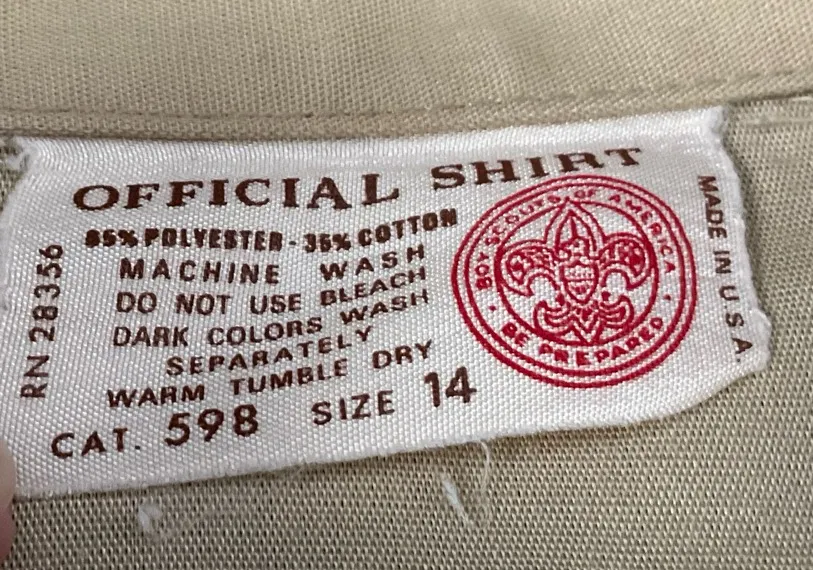 OFFICIAL SHIRT
65% POLYESTER - 35% COTTON
MACHINE WASH
DO NOT USE BLEACH
DARK COLORS WASH
SEPARATELY
WARM TUMBLE DRY
CAT. 598 SIZE 14
RN 28356
BOY SCOUTS OF AMERICA
• BE PREPARED •
MADE IN U.S.A.